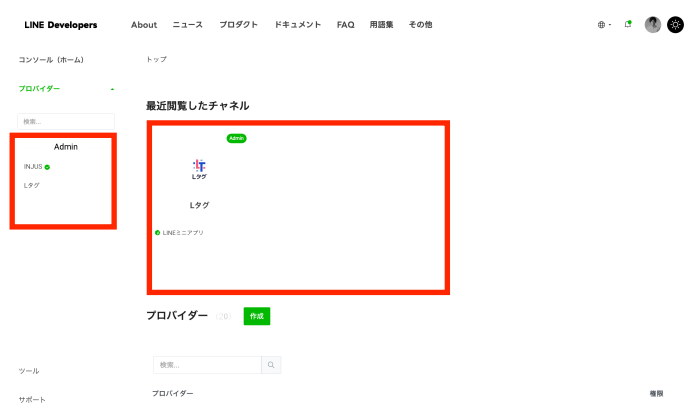 LINE Developers
About ニュース プロダクト ドキュメント FAQ 用語集 その他
コンソール（ホーム）
トップ
プロバイダー
検索...
Admin
INJUS
Lタグ
最近閲覧したチャネル
Admin
LT
Lタグ
Lタグ
LINEミニアプリ
プロバイダー (20) 作成
検索...
ツール
プロバイダー 権限
サポート